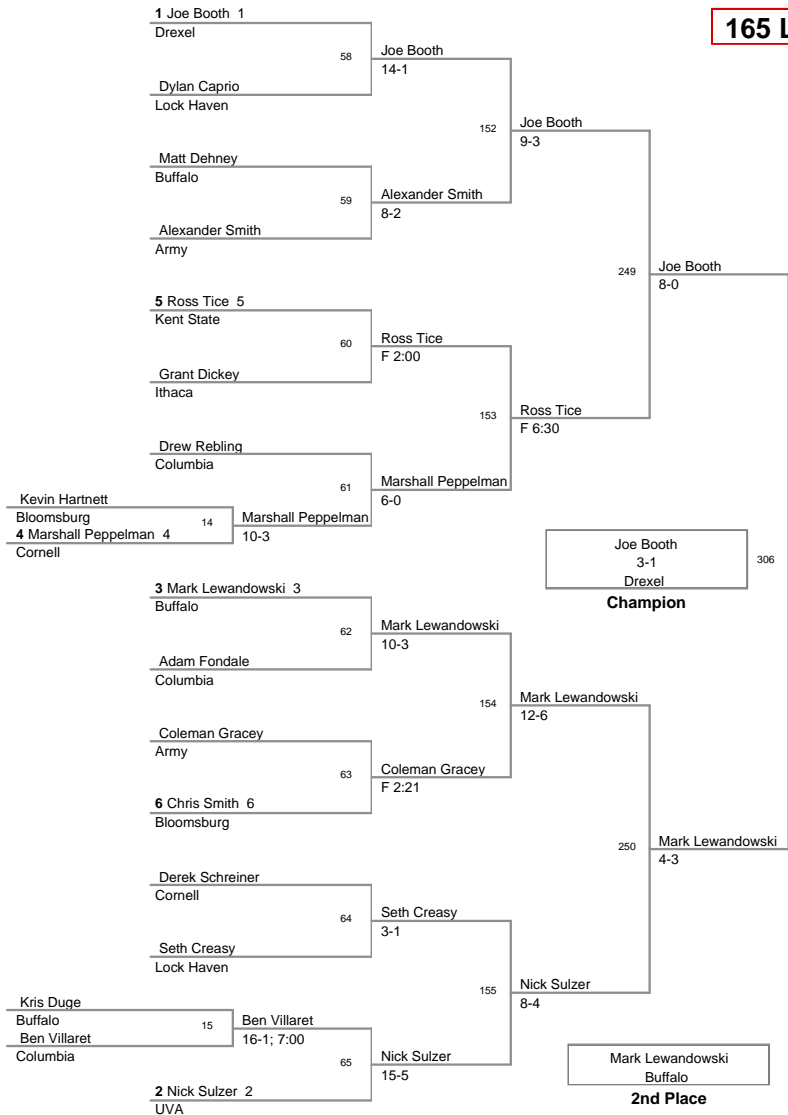 165 L
1 Joe Booth 1
Drexel
58
Joe Booth
14-1
Dylan Caprio
Lock Haven
152
Joe Booth
9-3
Matt Dehney
Buffalo
59
Alexander Smith
8-2
Alexander Smith
Army
249
Joe Booth
8-0
5 Ross Tice 5
Kent State
60
Ross Tice
F 2:00
Grant Dickey
Ithaca
153
Ross Tice
F 6:30
Drew Rebling
Columbia
61
Marshall Peppelman
6-0
Kevin Hartnett
Bloomsburg
14
Marshall Peppelman
10-3
4 Marshall Peppelman 4
Cornell
Joe Booth
3-1
Drexel
306
Champion
3 Mark Lewandowski 3
Buffalo
62
Mark Lewandowski
10-3
Adam Fondale
Columbia
154
Mark Lewandowski
12-6
Coleman Gracey
Army
63
Coleman Gracey
F 2:21
6 Chris Smith 6
Bloomsburg
250
Mark Lewandowski
4-3
Derek Schreiner
Cornell
64
Seth Creasy
3-1
Seth Creasy
Lock Haven
155
Nick Sulzer
8-4
Kris Duge
Buffalo
15
Ben Villaret
16-1; 7:00
Ben Villaret
Columbia
65
Nick Sulzer
15-5
2 Nick Sulzer 2
UVA
Mark Lewandowski
Buffalo
2nd Place